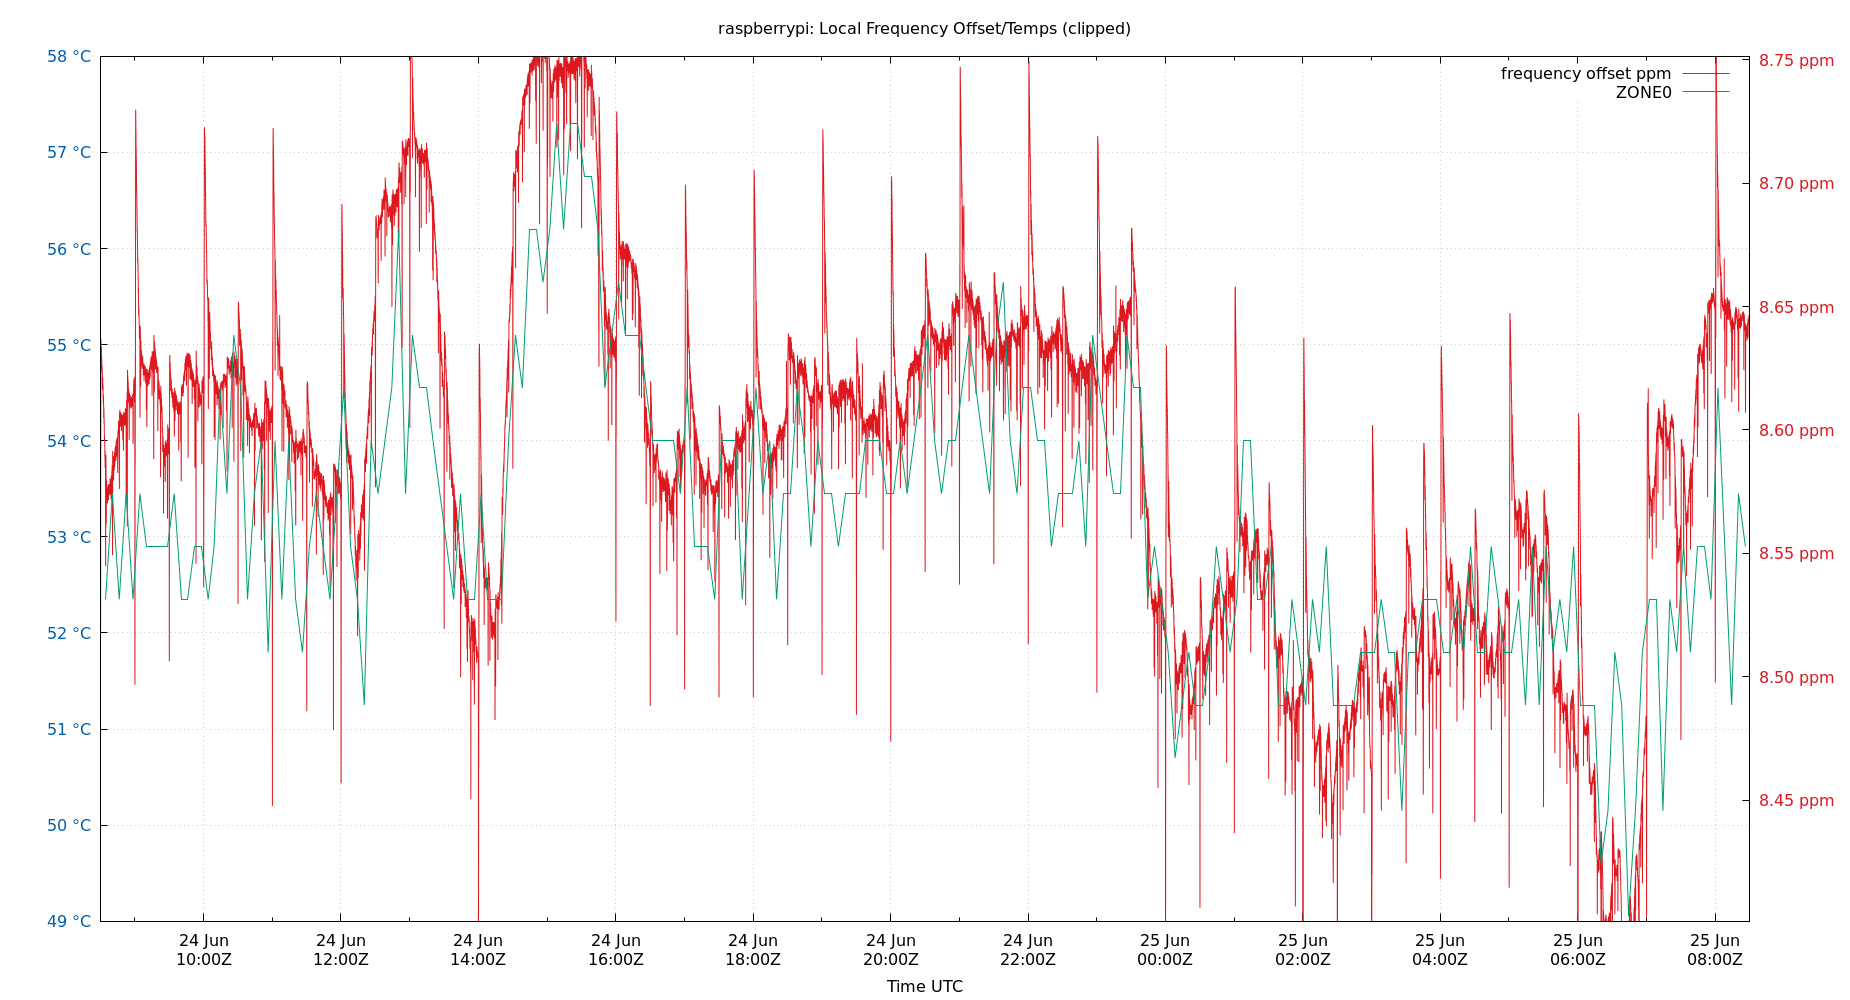 raspberrypi: Local Frequency Offset/Temps (clipped)
58 °C
57 °C
56 °C
55 °C
54 °C
53 °C
52 °C
51 °C
50 °C
49 °C
8.75 ppm
8.70 ppm
8.65 ppm
8.60 ppm
8.55 ppm
8.50 ppm
8.45 ppm
frequency offset ppm
ZONE0
24 Jun 24 Jun 24 Jun 24 Jun 24 Jun 24 Jun 24 Jun 25 Jun 25 Jun 25 Jun 25 Jun 25 Jun
10:00Z 12:00Z 14:00Z 16:00Z 18:00Z 20:00Z 22:00Z 00:00Z 02:00Z 04:00Z 06:00Z 08:00Z
Time UTC